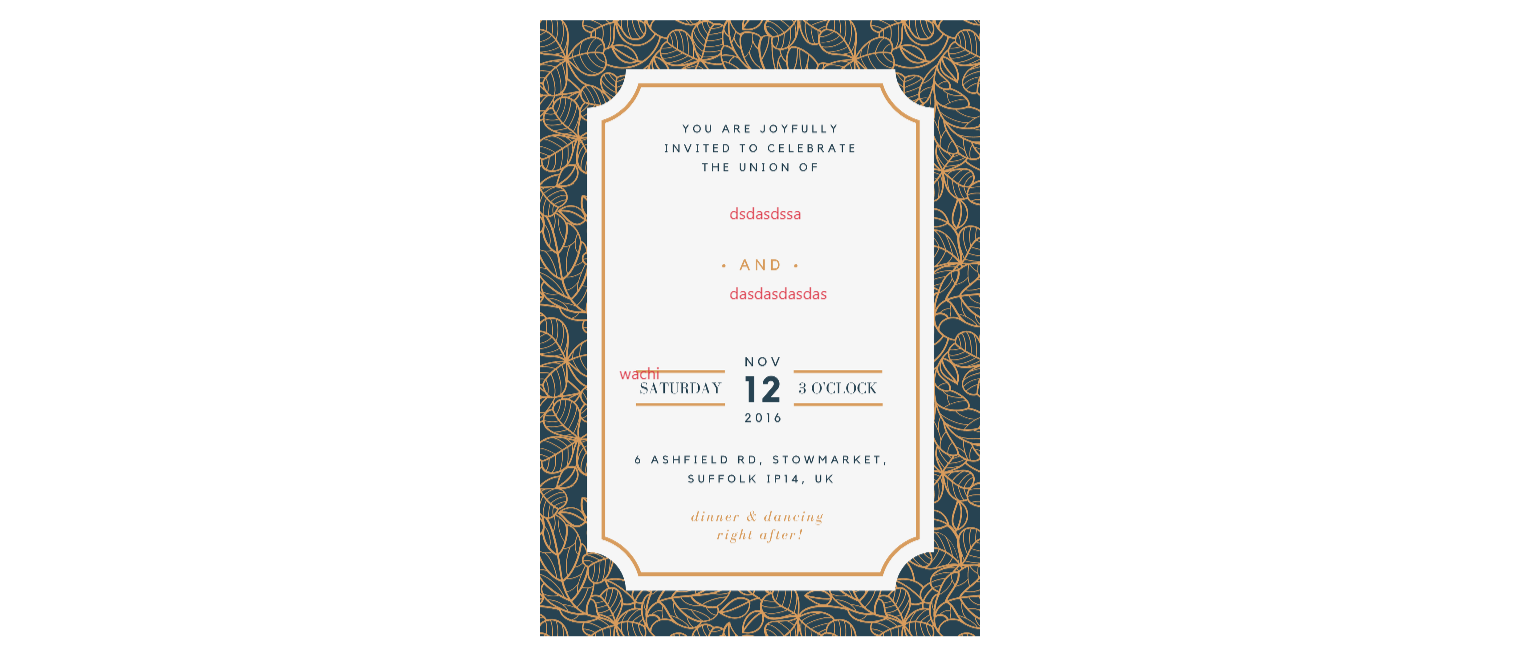 YOU ARE JOYFULLY
INVITED TO CELEBRATE
THE UNION OF
dsdasdssa
• AND •
dasdasdasdas
NOV
wachi
SATURDAY 12 3 O'CLOCK
2016
6 ASHFIELD RD, STOWMARKET,
SUFFOLK IP14, UK
dinner & dancing
right after!